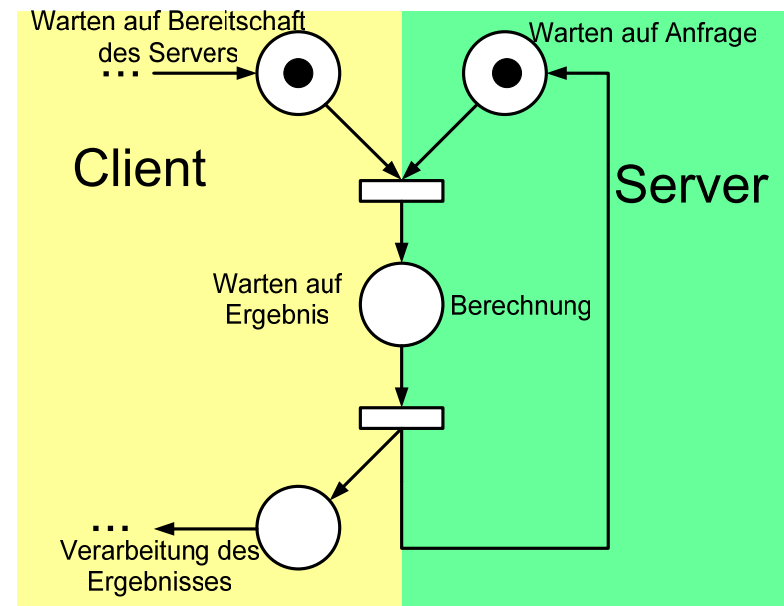 Warten auf Bereitschaft
des Servers
...
Warten auf Anfrage
Client
Server
Warten auf
Ergebnis
Berechnung
...
Verarbeitung des
Ergebnisses